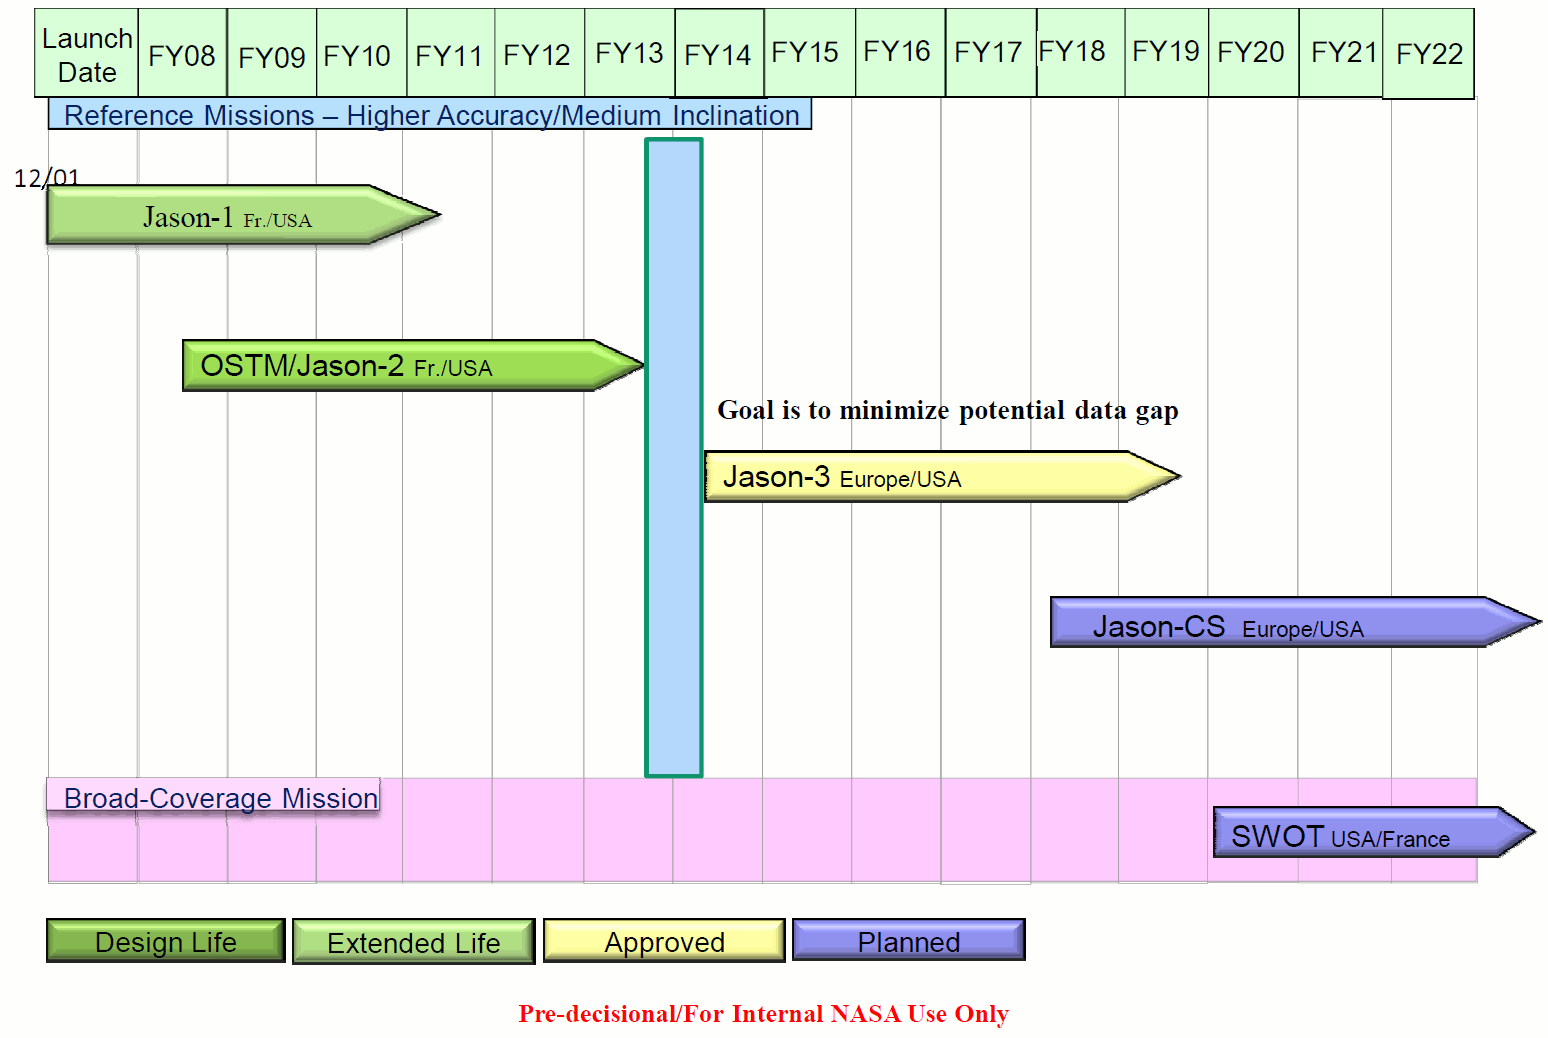 Launch Date FY08 FY09 FY10 FY11 FY12 FY13 FY14 FY15 FY16 FY17 FY18 FY19 FY20 FY21 FY22
Reference Missions – Higher Accuracy/Medium Inclination
12/01
Jason-1 Fr./USA
OSTM/Jason-2 Fr./USA
Goal is to minimize potential data gap
Jason-3 Europe/USA
Jason-CS Europe/USA
Broad-Coverage Mission
SWOT USA/France
Design Life Extended Life Approved Planned
Pre-decisional/For Internal NASA Use Only